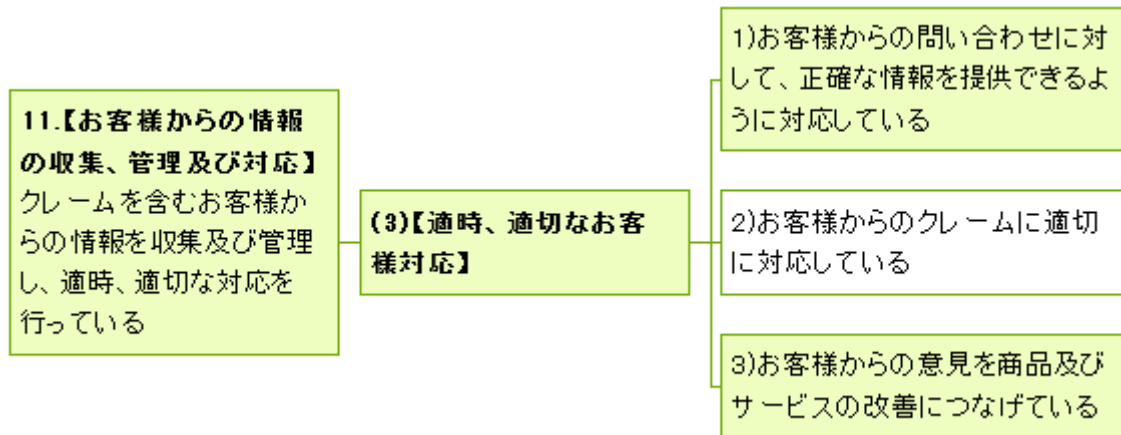 11.【お客様からの情報
の収集、管理及び対応】
クレームを含むお客様か
らの情報を収集及び管理
し、適時、適切な対応を
行っている
(3)【適時、適切なお客
様対応】
1)お客様からの問い合わせに対
して、正確な情報を提供できるよ
うに対応している
2)お客様からのクレームに適切
に対応している
3)お客様からの意見を商品及び
サービスの改善につなげている